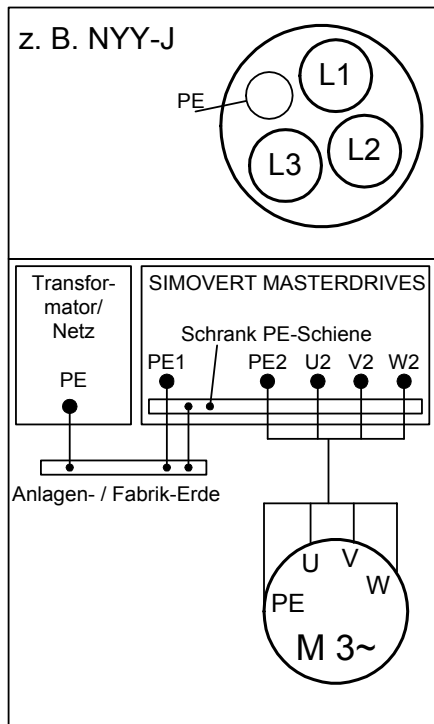 z. B. NYY-J
L1
PE
L3
L2
Transfor-
mator/
Netz
PE
SIMOVERT MASTERDRIVES
Schrank PE-Schiene
PE1
PE2
U2
V2
W2
Anlagen- / Fabrik-Erde
U
V
W
PE
M 3~